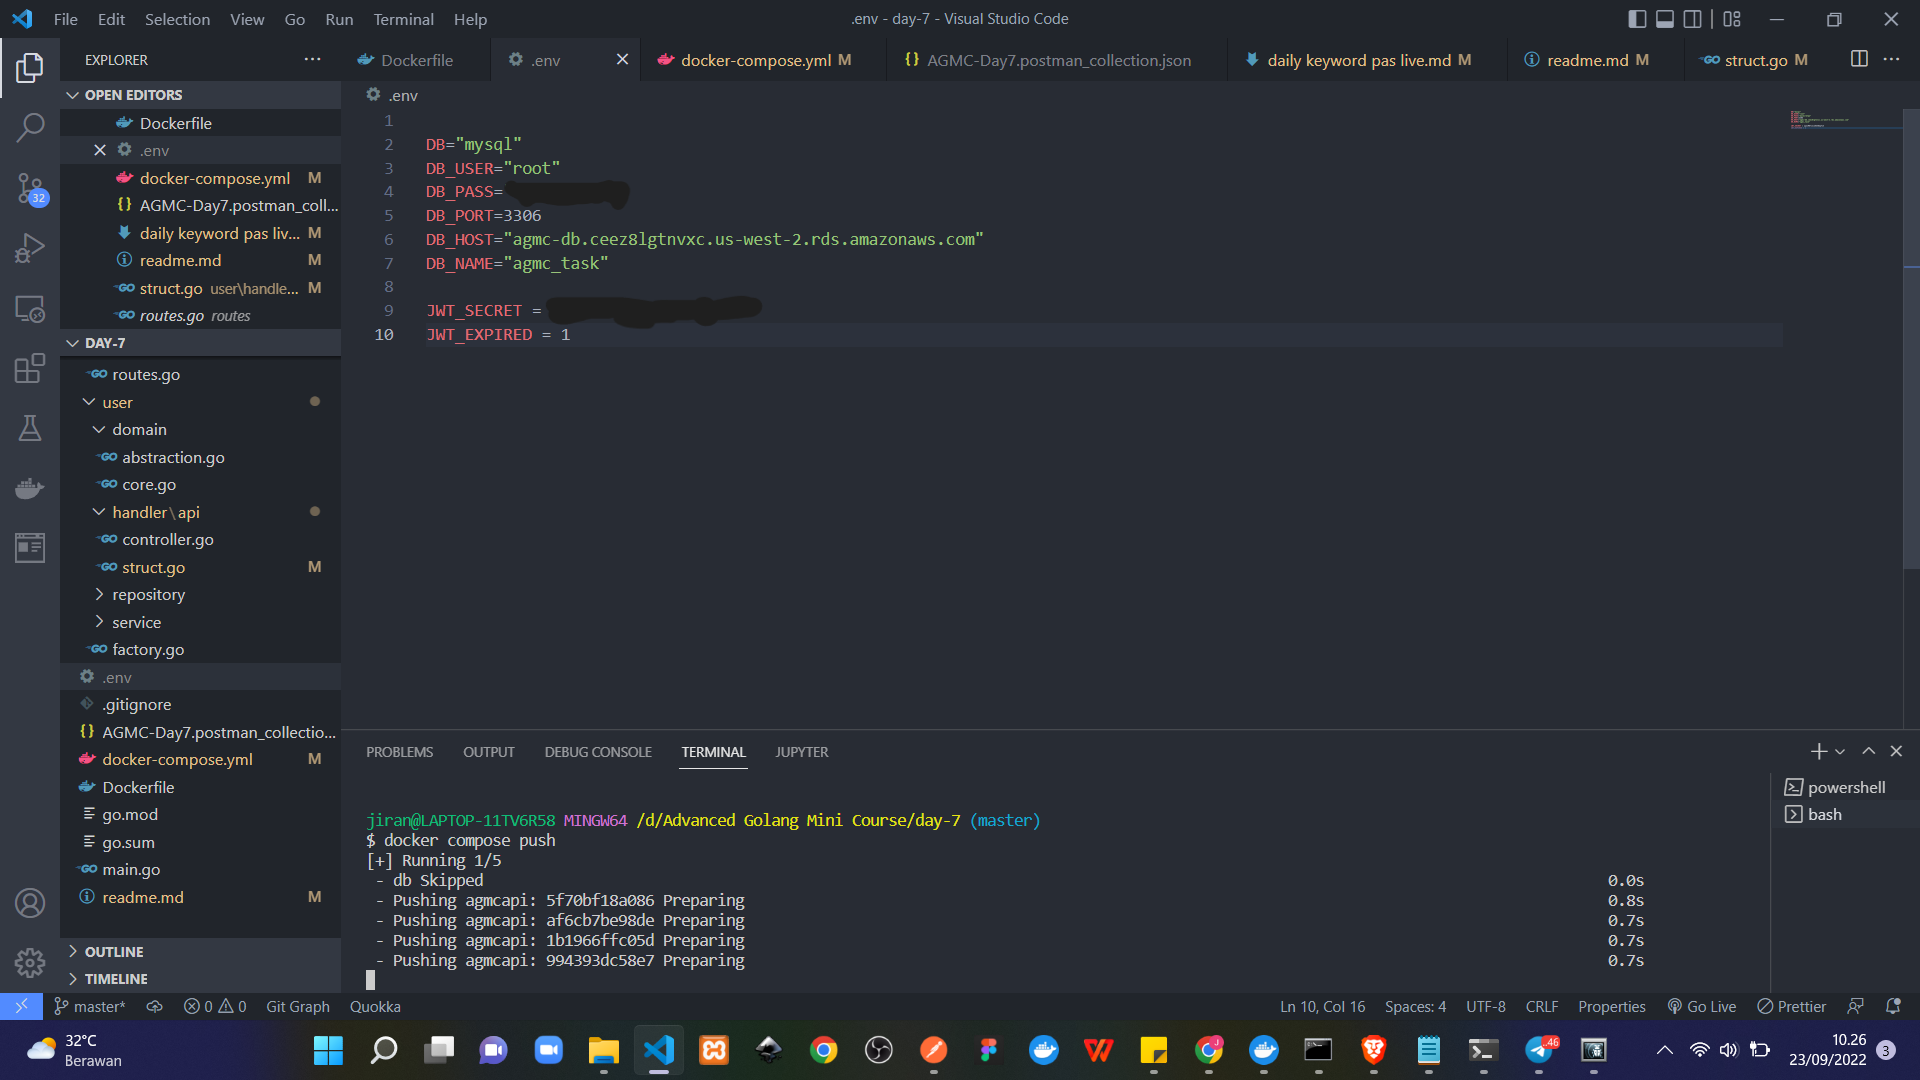 File Edit Selection View Go Run Terminal Help
.env - day-7 - Visual Studio Code
EXPLORER
OPEN EDITORS
Dockerfile
.env
docker-compose.yml M
AGMC-Day7.postman_coll...
daily keyword pas liv... M
readme.md M
struct.go user\handle... M
routes.go routes
DAY-7
routes.go
user
domain
abstraction.go
core.go
handler\api
controller.go
struct.go M
repository
service
factory.go
.env
.gitignore
AGMC-Day7.postman_collectio...
docker-compose.yml M
Dockerfile
go.mod
go.sum
main.go
readme.md M
OUTLINE
TIMELINE
32
Dockerfile .env docker-compose.yml M AGMC-Day7.postman_collection.json daily keyword pas live.md M readme.md M struct.go M
.env
1
2 DB="mysql"
3 DB_USER="root"
4 DB_PASS=
5 DB_PORT=3306
6 DB_HOST="agmc-db.ceez8lgtnvxc.us-west-2.rds.amazonaws.com"
7 DB_NAME="agmc_task"
8
9 JWT_SECRET =
10 JWT_EXPIRED = 1
PROBLEMS OUTPUT DEBUG CONSOLE TERMINAL JUPYTER
powershell
bash
jiran@LAPTOP-11TV6R58 MINGW64 /d/Advanced Golang Mini Course/day-7 (master)
$ docker compose push
[+] Running 1/5
- db Skipped 0.0s
- Pushing agmcapi: 5f70bf18a086 Preparing 0.8s
- Pushing agmcapi: af6cb7be98de Preparing 0.7s
- Pushing agmcapi: 1b1966ffc05d Preparing 0.7s
- Pushing agmcapi: 994393dc58e7 Preparing 0.7s
master* 0 0 Git Graph Quokka Ln 10, Col 16 Spaces: 4 UTF-8 CRLF Properties Go Live Prettier
32°C
Berawan
46
10.26
23/09/2022
3